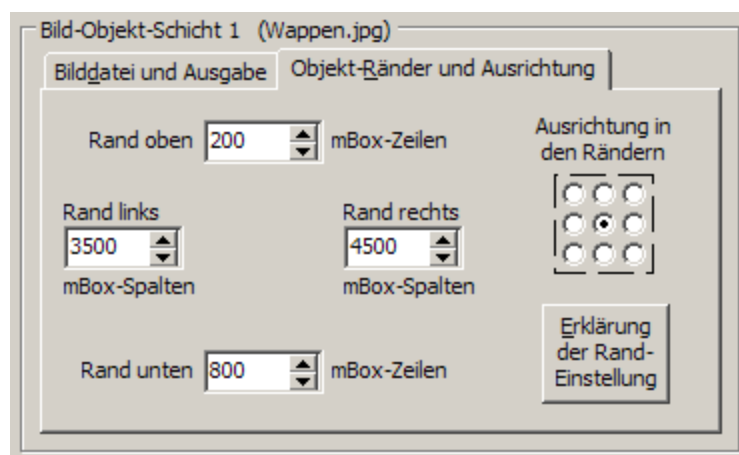 Bild-Objekt-Schicht 1 (Wappen.jpg)
Bilddatei und Ausgabe Objekt-Ränder und Ausrichtung
Rand oben 200 mBox-Zeilen
Ausrichtung in
den Rändern
Rand links Rand rechts
3500 4500
mBox-Spalten mBox-Spalten
Rand unten 800 mBox-Zeilen
Erklärung
der Rand-
Einstellung